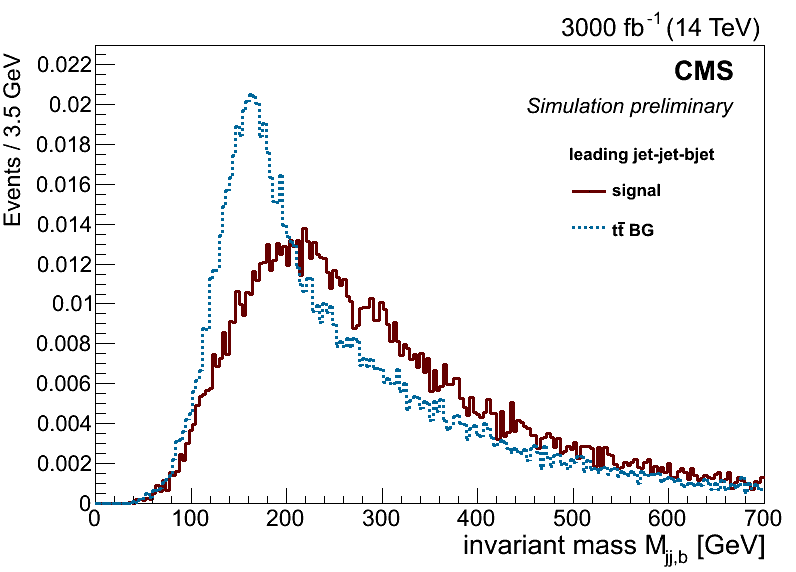 3000 fb⁻¹ (14 TeV)
Events / 3.5 GeV
0.022
0.02
0.018
0.016
0.014
0.012
0.01
0.008
0.006
0.004
0.002
0
CMS
Simulation preliminary
leading jet-jet-bjet
signal
tt̄ BG
0 100 200 300 400 500 600 700
invariant mass M_jj,b [GeV]